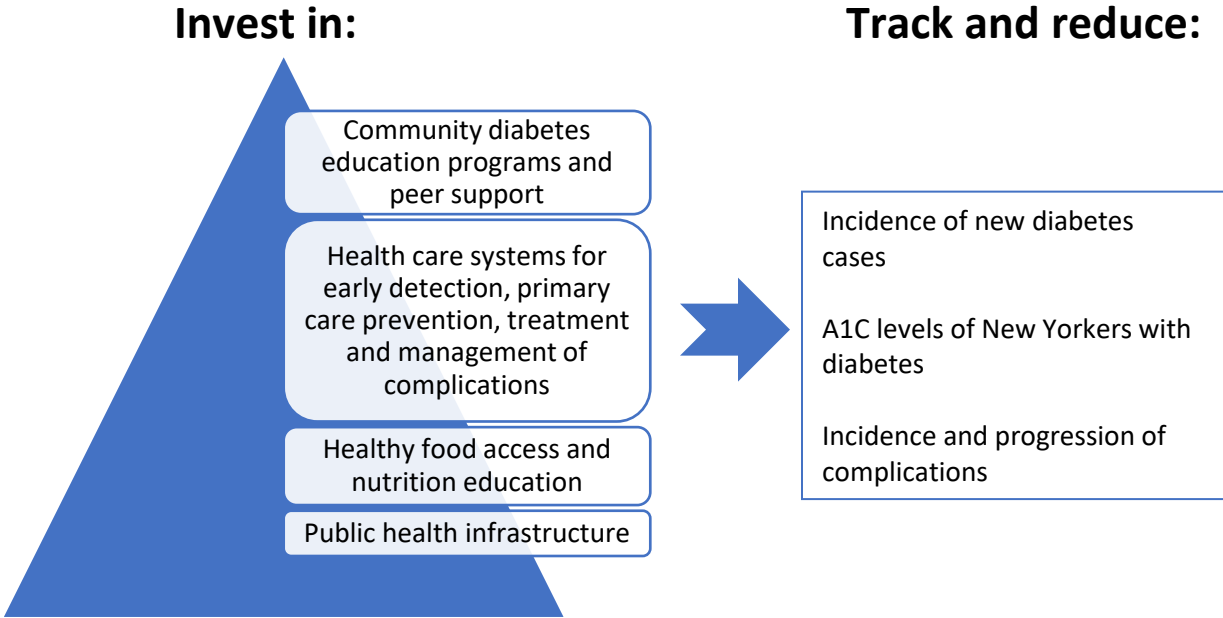 Invest in:
Track and reduce:
Community diabetes
education programs and
peer support
Health care systems for
early detection, primary
care prevention, treatment
and management of
complications
Healthy food access and
nutrition education
Public health infrastructure
Incidence of new diabetes
cases
A1C levels of New Yorkers with
diabetes
Incidence and progression of
complications